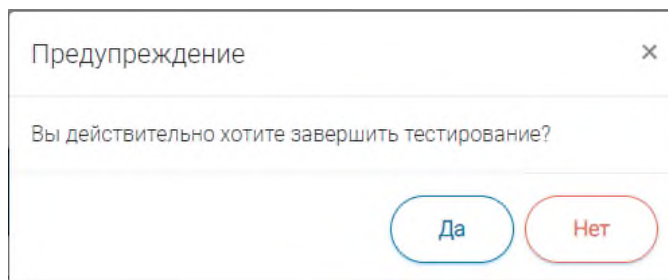 Предупреждение
Вы действительно хотите завершить тестирование?
Да
Нет